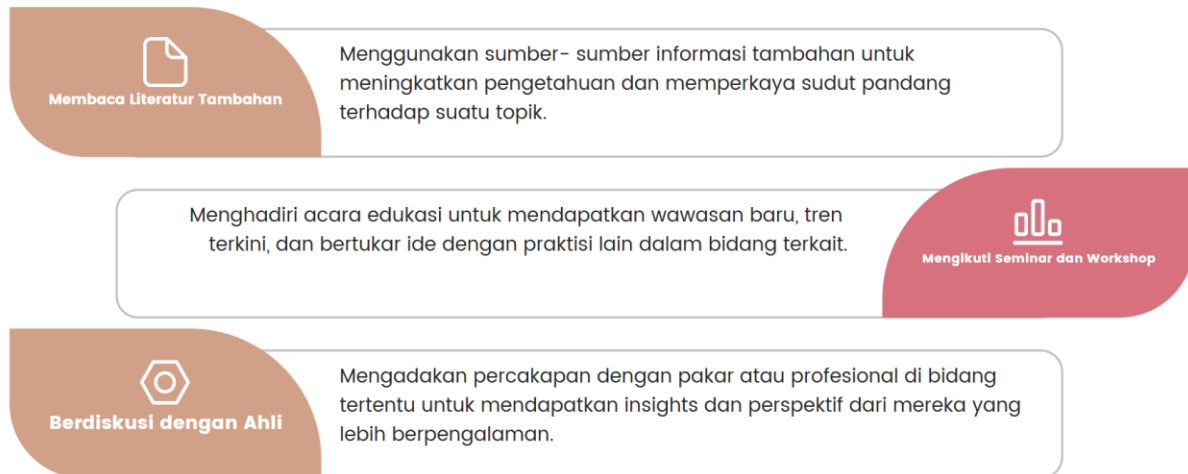 Membaca Literatur Tambahan
Menggunakan sumber- sumber informasi tambahan untuk
meningkatkan pengetahuan dan memperkaya sudut pandang
terhadap suatu topik.
Menghadiri acara edukasi untuk mendapatkan wawasan baru, tren
terkini, dan bertukar ide dengan praktisi lain dalam bidang terkait.
Mengikuti Seminar dan Workshop
Berdiskusi dengan Ahli
Mengadakan percakapan dengan pakar atau profesional di bidang
tertentu untuk mendapatkan insights dan perspektif dari mereka yang
lebih berpengalaman.